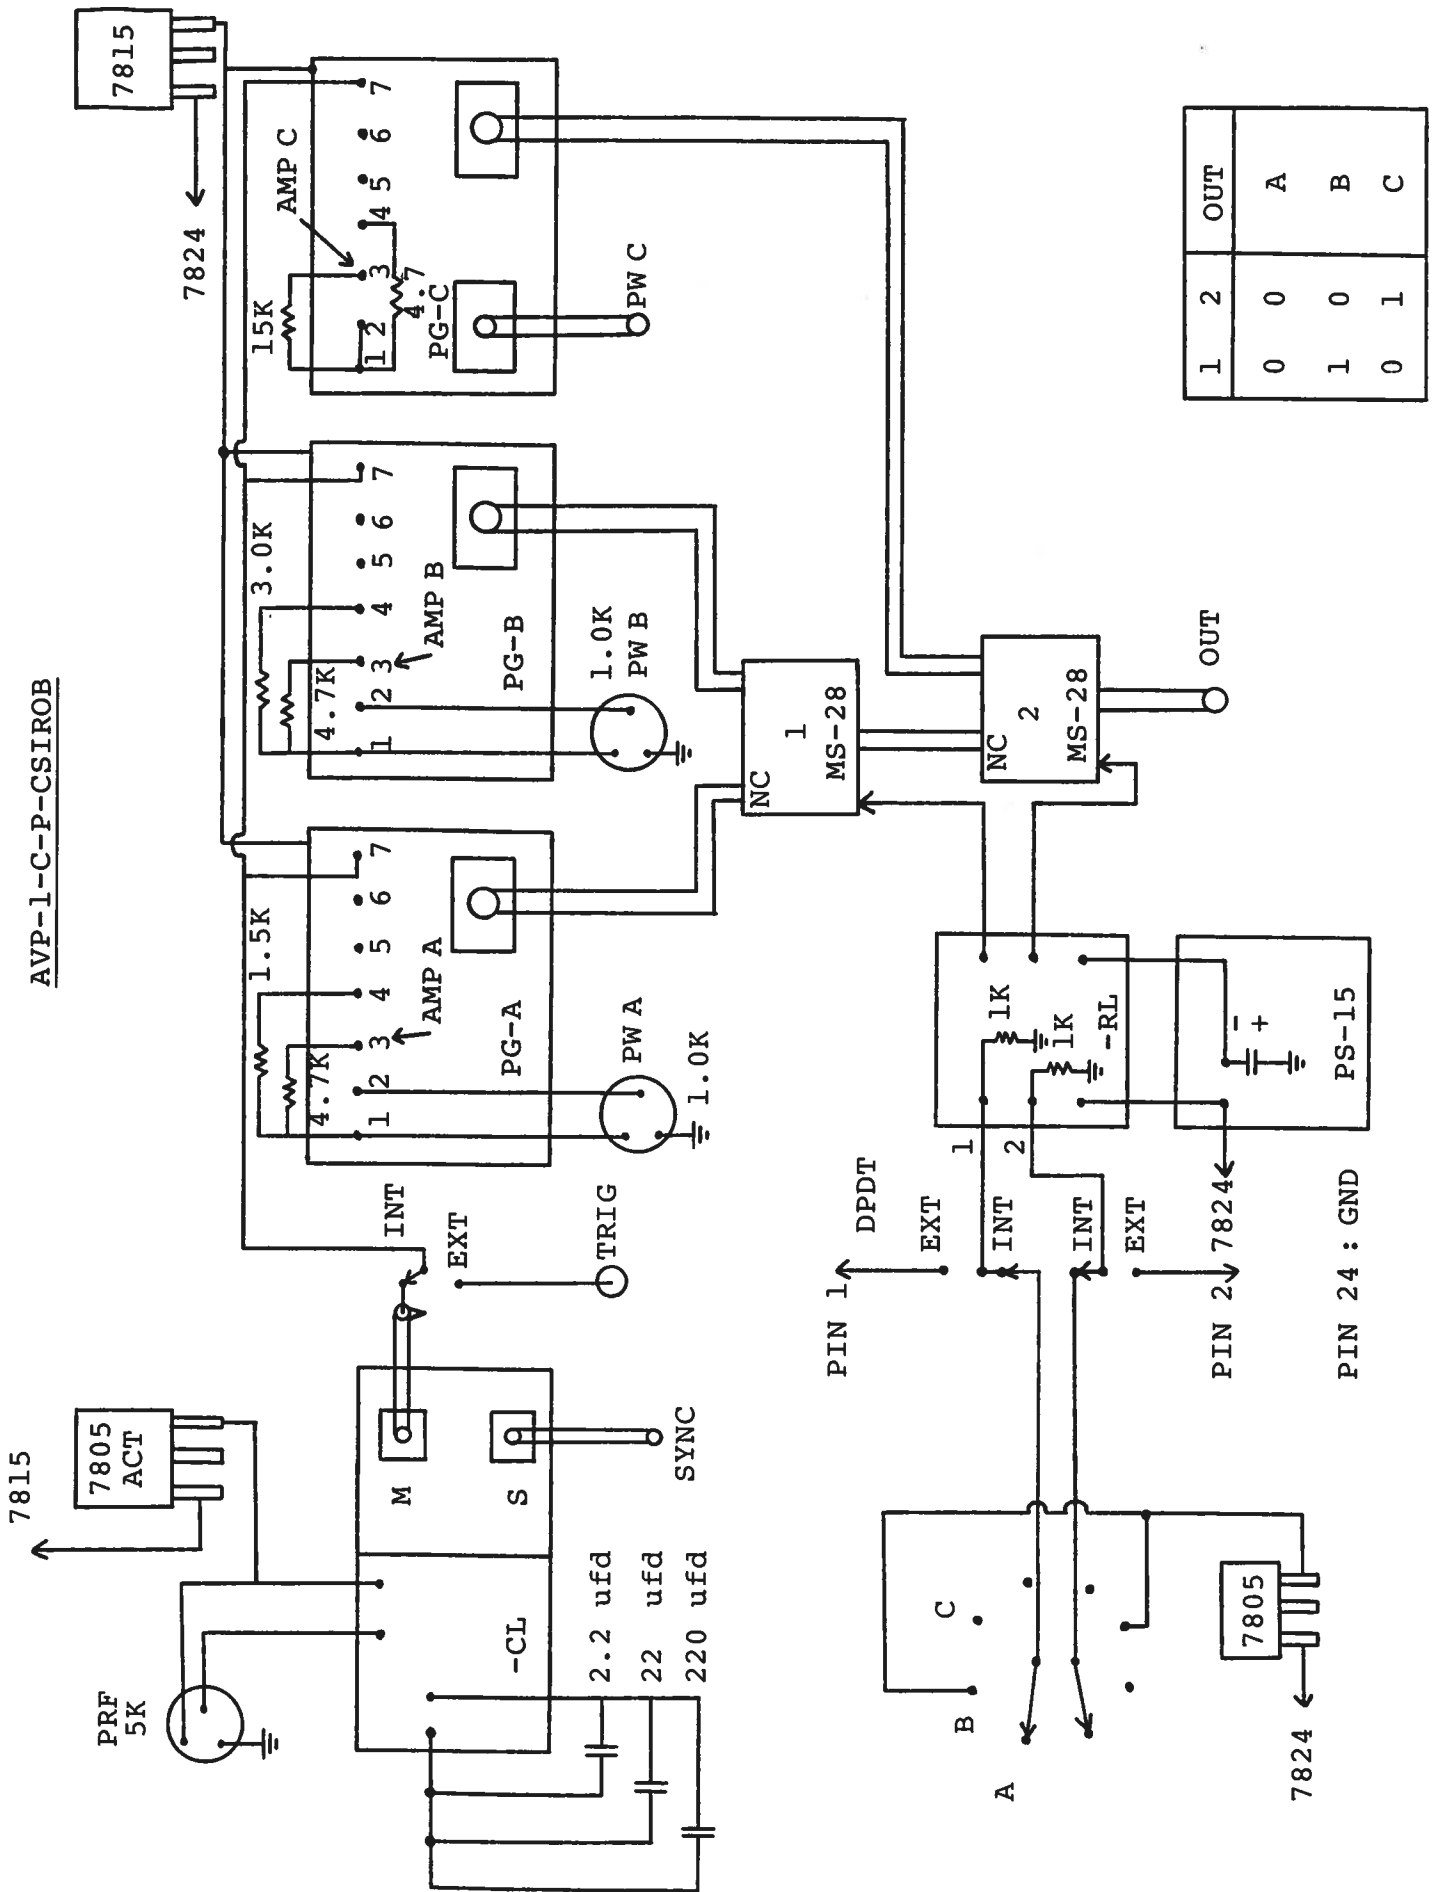 AVP-1-C-P-CSIROB
7815
7805
ACT
7815
7824
PRF
5K
-CL
M
S
SYNC
2.2 ufd
22 ufd
220 ufd
INT
EXT
TRIG
1.5K
4.7K
1 2 3 4 5 6 7
AMP A
PG-A
PW A
1.0K
3.0K
4.7K
1 2 3 4 5 6 7
AMP B
PG-B
1.0K
PW B
15K
AMP C
1 2 3 4 5 6 7
4.7
PG-C
PW C
NC
1
MS-28
NC
2
MS-28
OUT
PIN 1
DPDT
EXT
INT
INT
EXT
PIN 2
7824
PIN 24 : GND
1
2
1K
1K
-RL
-
+
PS-15
A
B
C
7805
7824
1 2 OUT
0 0 A
1 0 B
0 1 C